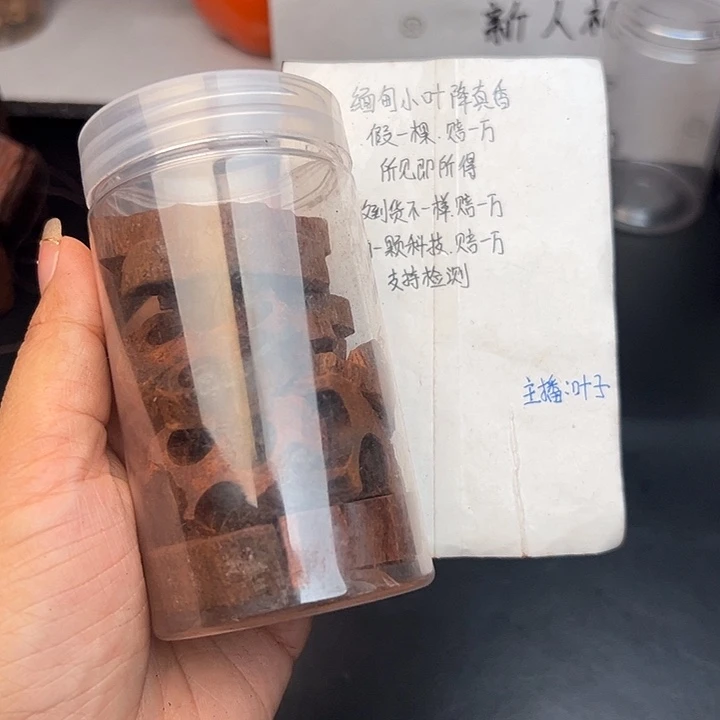 新人
缅甸小叶降真香
假一棵.赔一万
所见即所得
到货不一样.赔一万
一颗科技.赔一万
支持检测
主播:叶子